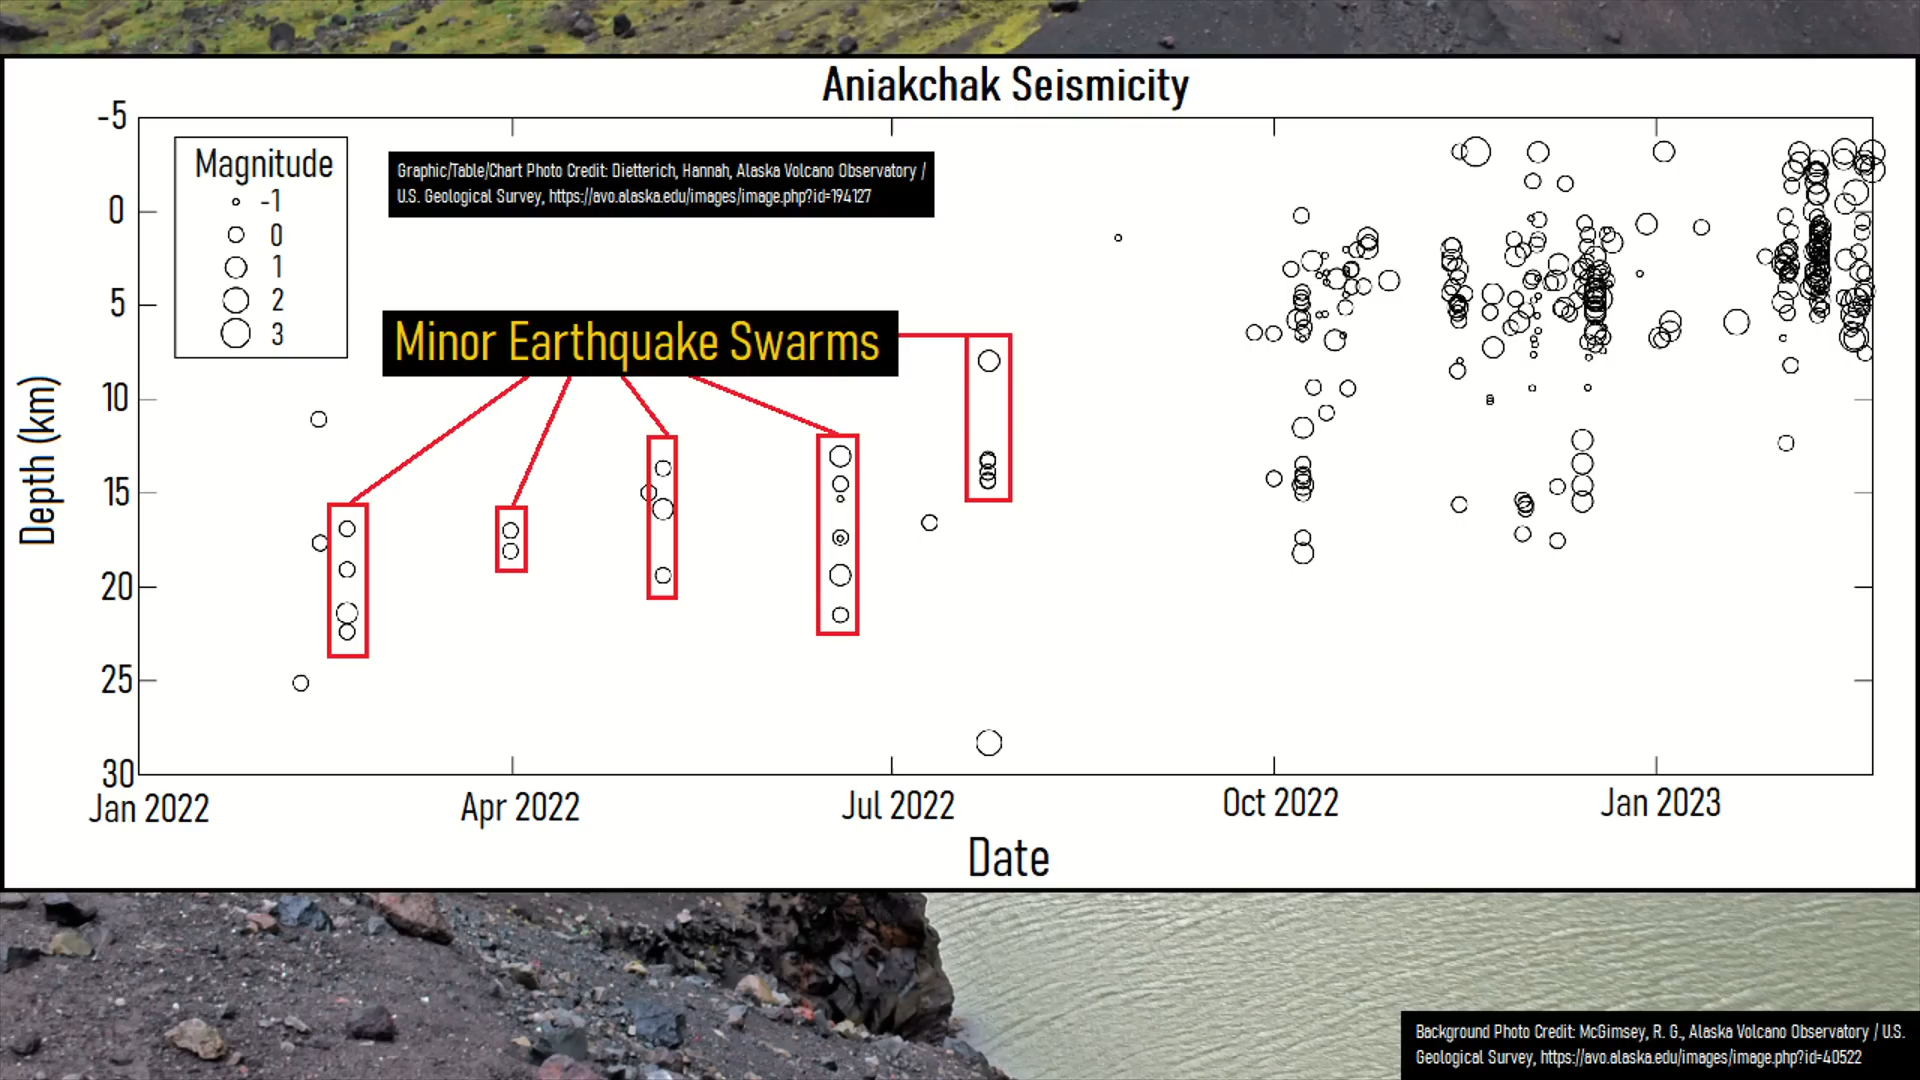 Aniakchak Seismicity
-5
0
5
10
15
20
25
30
Depth (km)
Magnitude
-1
0
1
2
3
Graphic/Table/Chart Photo Credit: Dietterich, Hannah, Alaska Volcano Observatory /
U.S. Geological Survey, https://avo.alaska.edu/images/image.php?id=194127
Minor Earthquake Swarms
Jan 2022
Apr 2022
Jul 2022
Oct 2022
Jan 2023
Date
Background Photo Credit: McGimsey, R. G., Alaska Volcano Observatory / U.S.
Geological Survey, https://avo.alaska.edu/images/image.php?id=40522